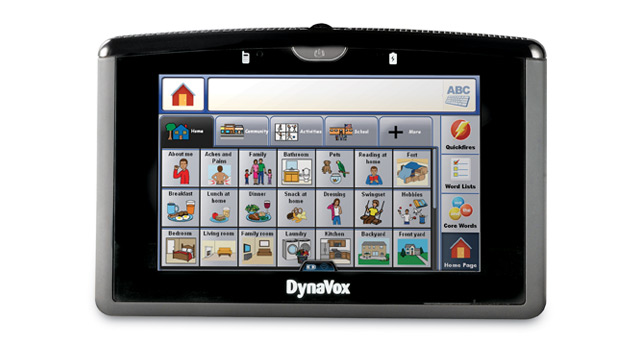 ABC
Home
Community
Activities
School
More
Quickfires
About me
Aches and
Pains
Family
Bathroom
Pets
Reading at
home
Fort
Word Lists
Breakfast
Lunch at
home
Dinner
Snack at
home
Dressing
Swingset
Hobbies
Core Words
Bedroom
Living room
Family room
Laundry
Kitchen
Backyard
Front yard
Home Page
DynaVox